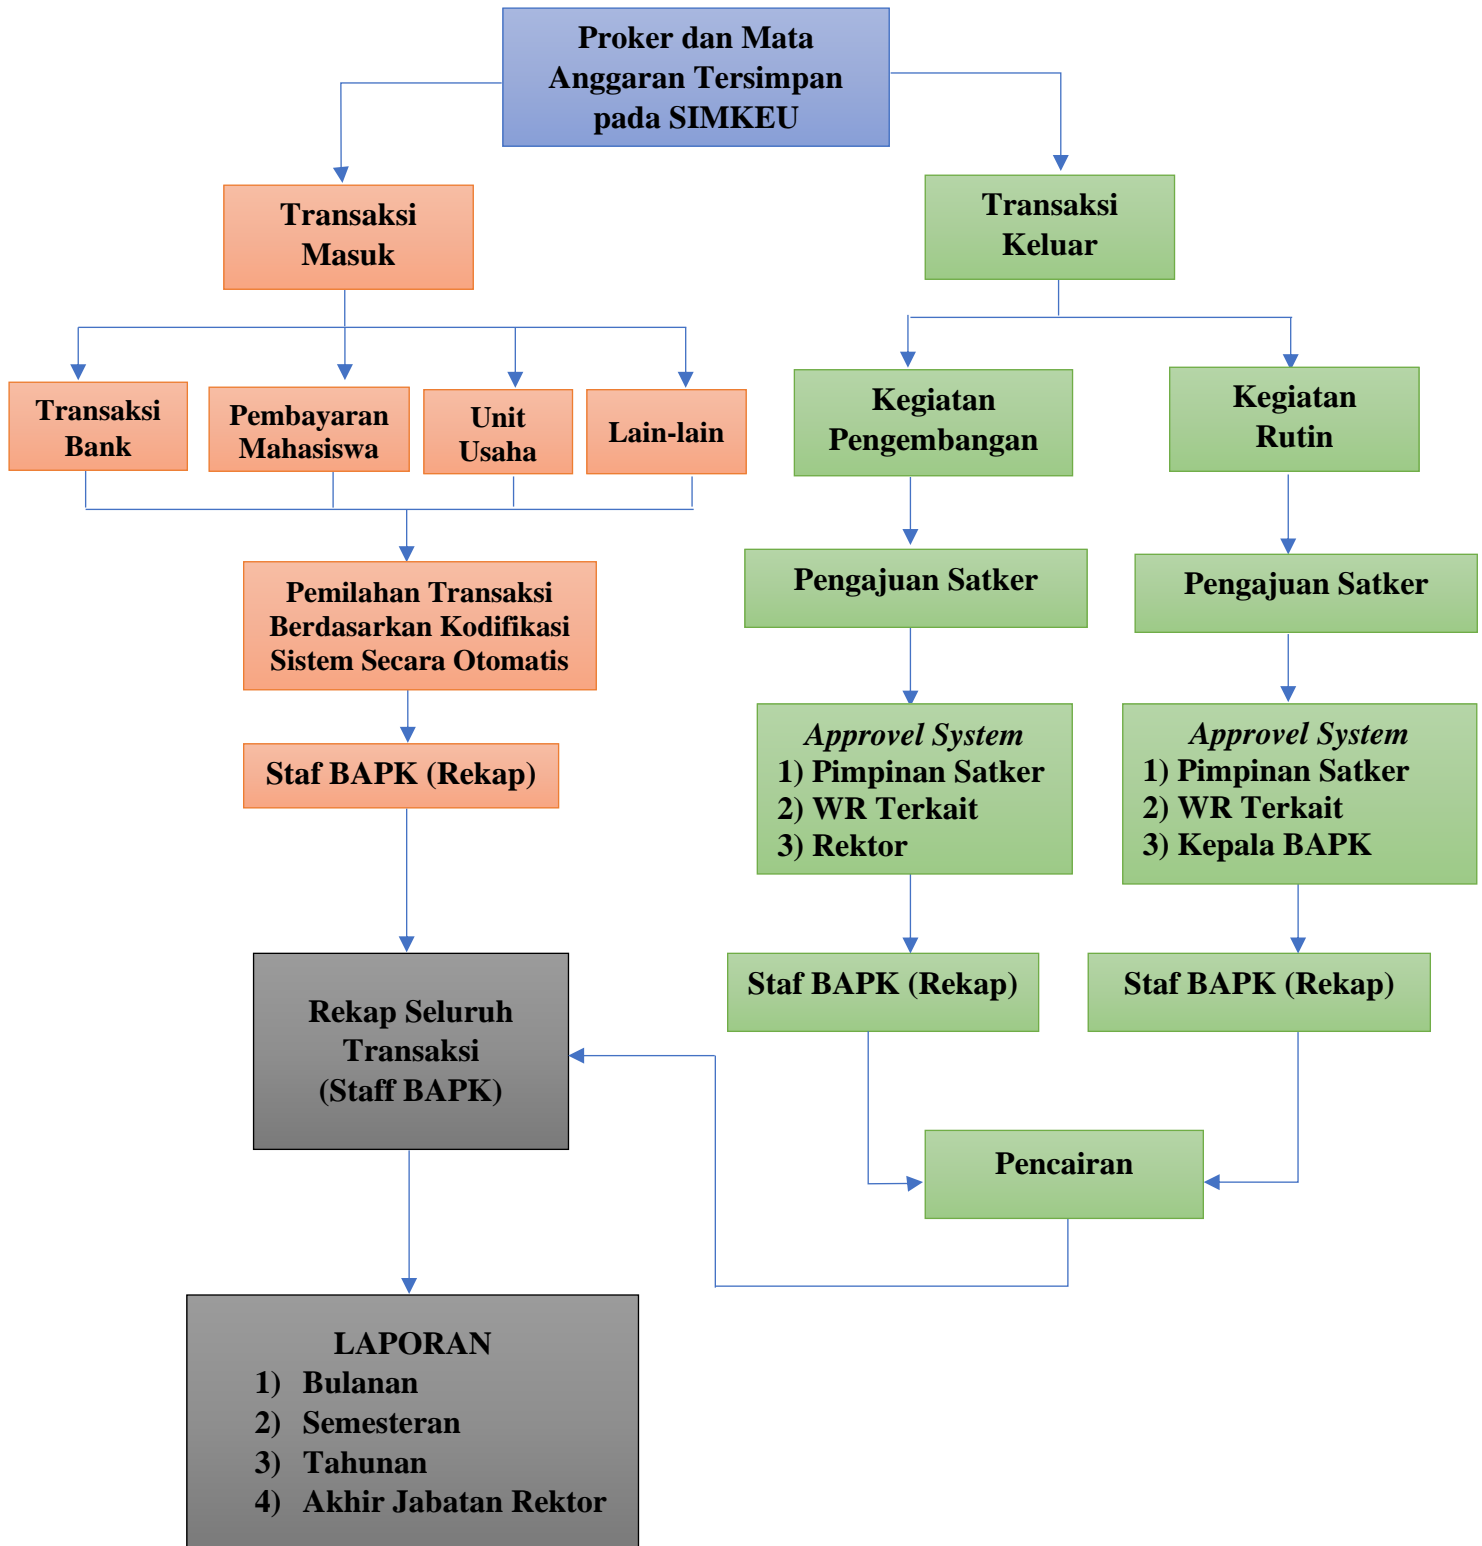 Proker dan Mata
Anggaran Tersimpan
pada SIMKEU
Transaksi
Masuk
Transaksi
Keluar
Transaksi
Bank
Pembayaran
Mahasiswa
Unit
Usaha
Lain-lain
Kegiatan
Pengembangan
Kegiatan
Rutin
Pemilahan Transaksi
Berdasarkan Kodifikasi
Sistem Secara Otomatis
Pengajuan Satker
Pengajuan Satker
Staf BAPK (Rekap)
Approvel System
1) Pimpinan Satker
2) WR Terkait
3) Rektor
Approvel System
1) Pimpinan Satker
2) WR Terkait
3) Kepala BAPK
Rekap Seluruh
Transaksi
(Staff BAPK)
Staf BAPK (Rekap)
Staf BAPK (Rekap)
Pencairan
LAPORAN
1) Bulanan
2) Semesteran
3) Tahunan
4) Akhir Jabatan Rektor